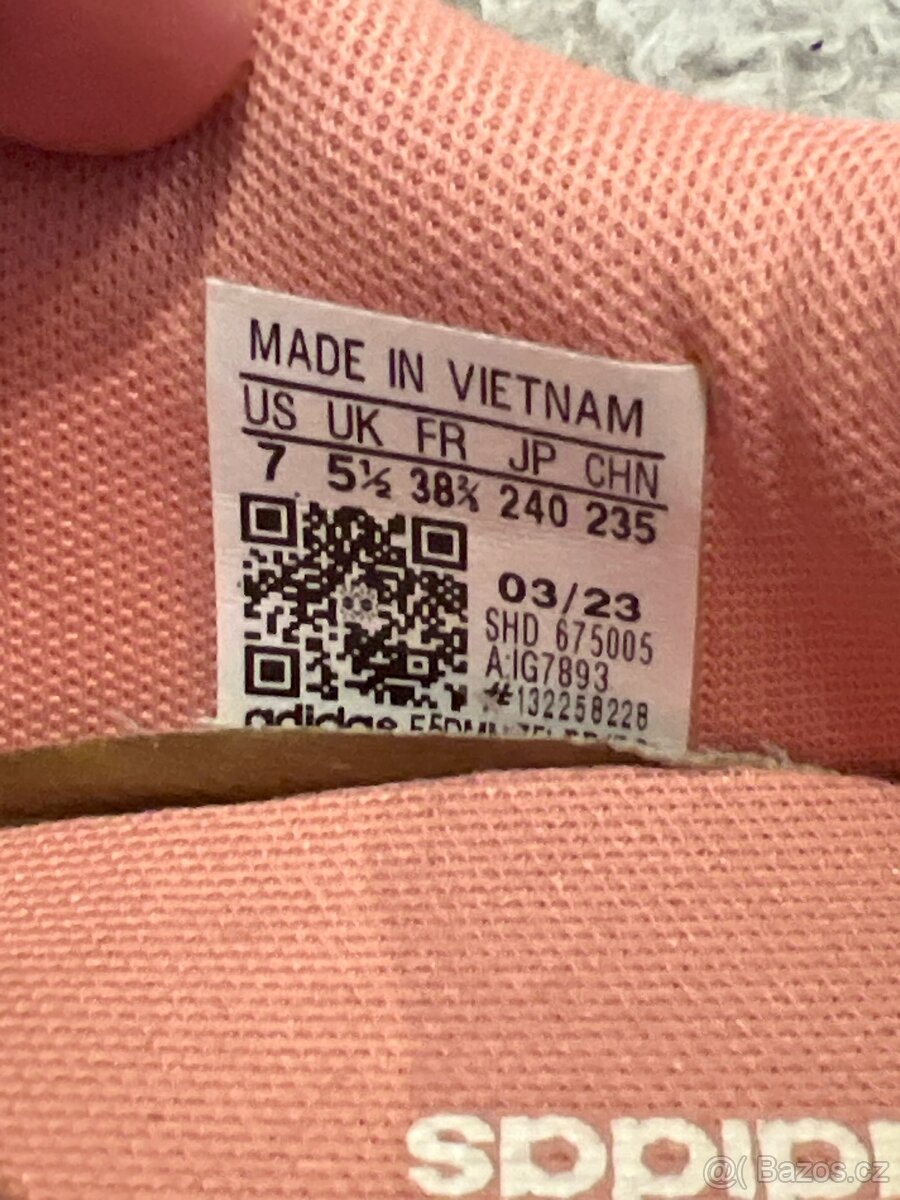 MADE IN VIETNAM
US UK FR JP CHN
7 5½ 38⅔ 240 235
03/23
SHD 675005
A:IG7893
#132258228
adidas
adidas
@( Bazos.cz